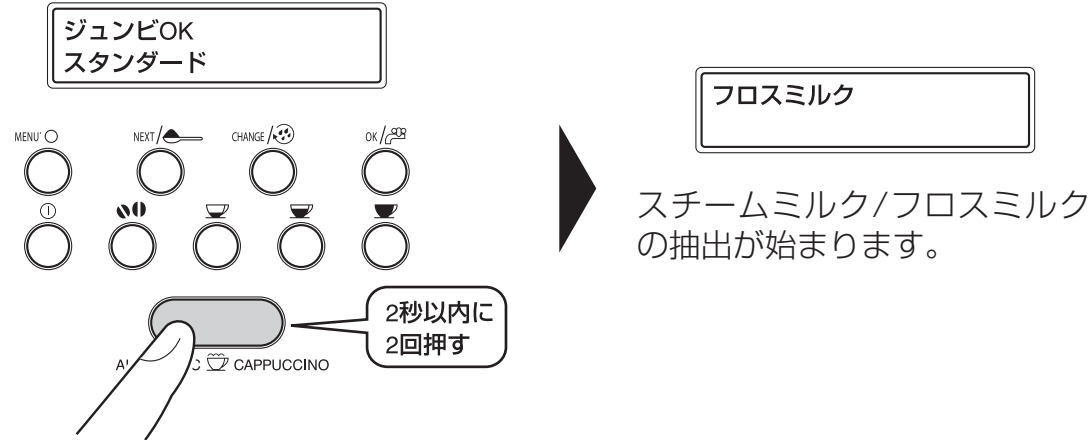 ジュンビOK
スタンダード
MENU
NEXT/
CHANGE/
OK/
2秒以内に
2回押す
CAPPUCCINO
フロスミルク
スチームミルク/フロスミルク
の抽出が始まります。